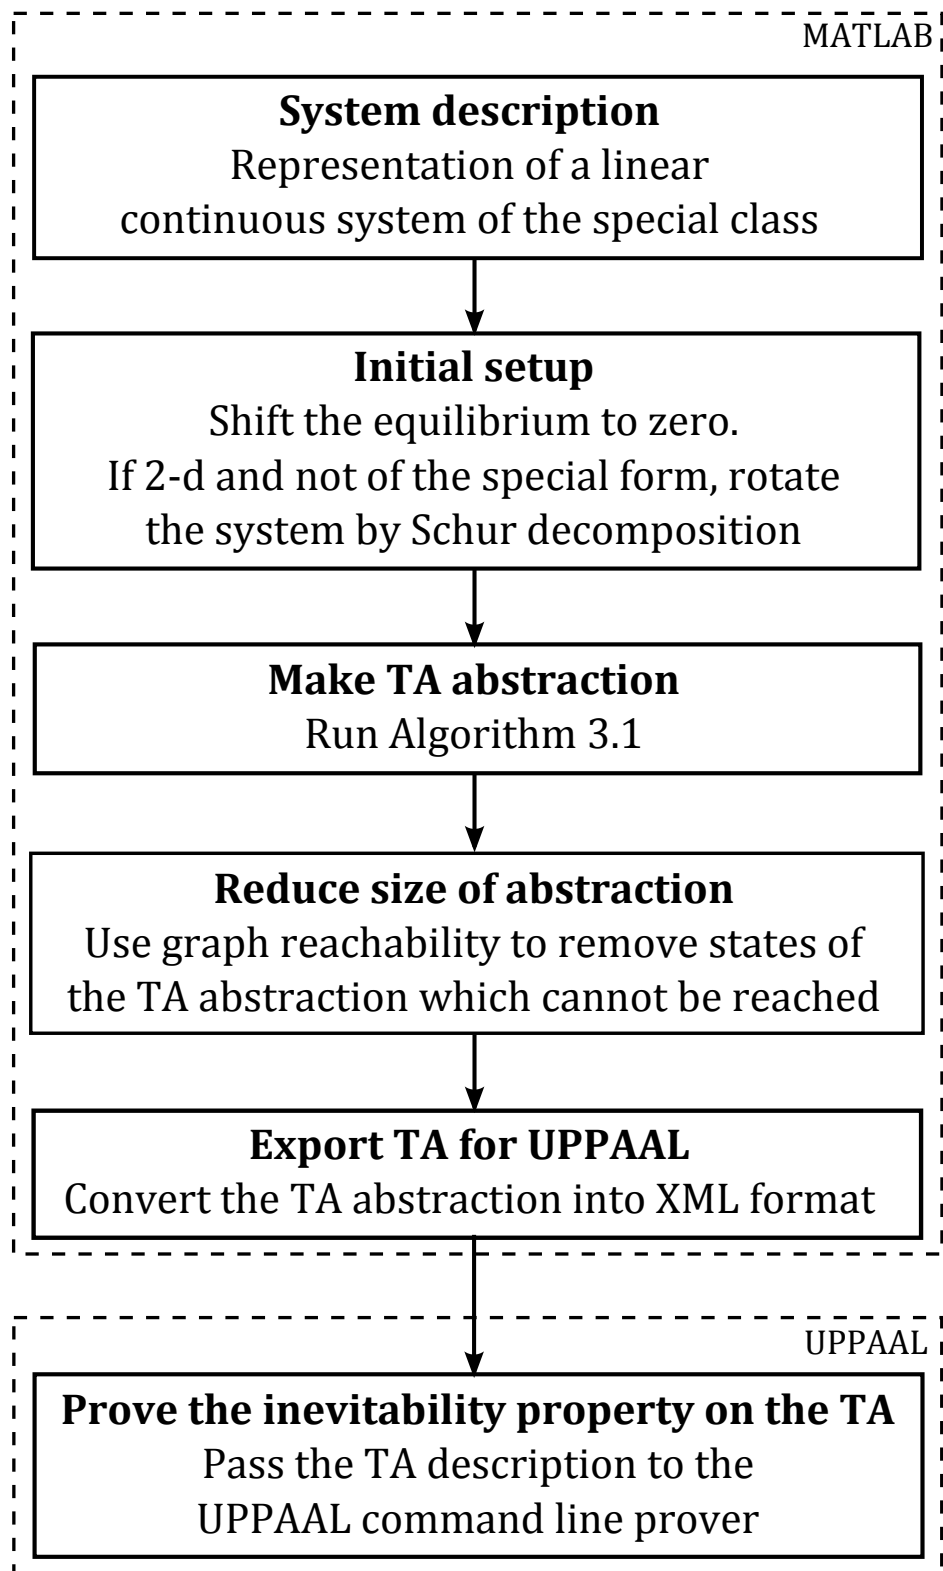 MATLAB
System description
Representation of a linear
continuous system of the special class
Initial setup
Shift the equilibrium to zero.
If 2-d and not of the special form, rotate
the system by Schur decomposition
Make TA abstraction
Run Algorithm 3.1
Reduce size of abstraction
Use graph reachability to remove states of
the TA abstraction which cannot be reached
Export TA for UPPAAL
Convert the TA abstraction into XML format
UPPAAL
Prove the inevitability property on the TA
Pass the TA description to the
UPPAAL command line prover